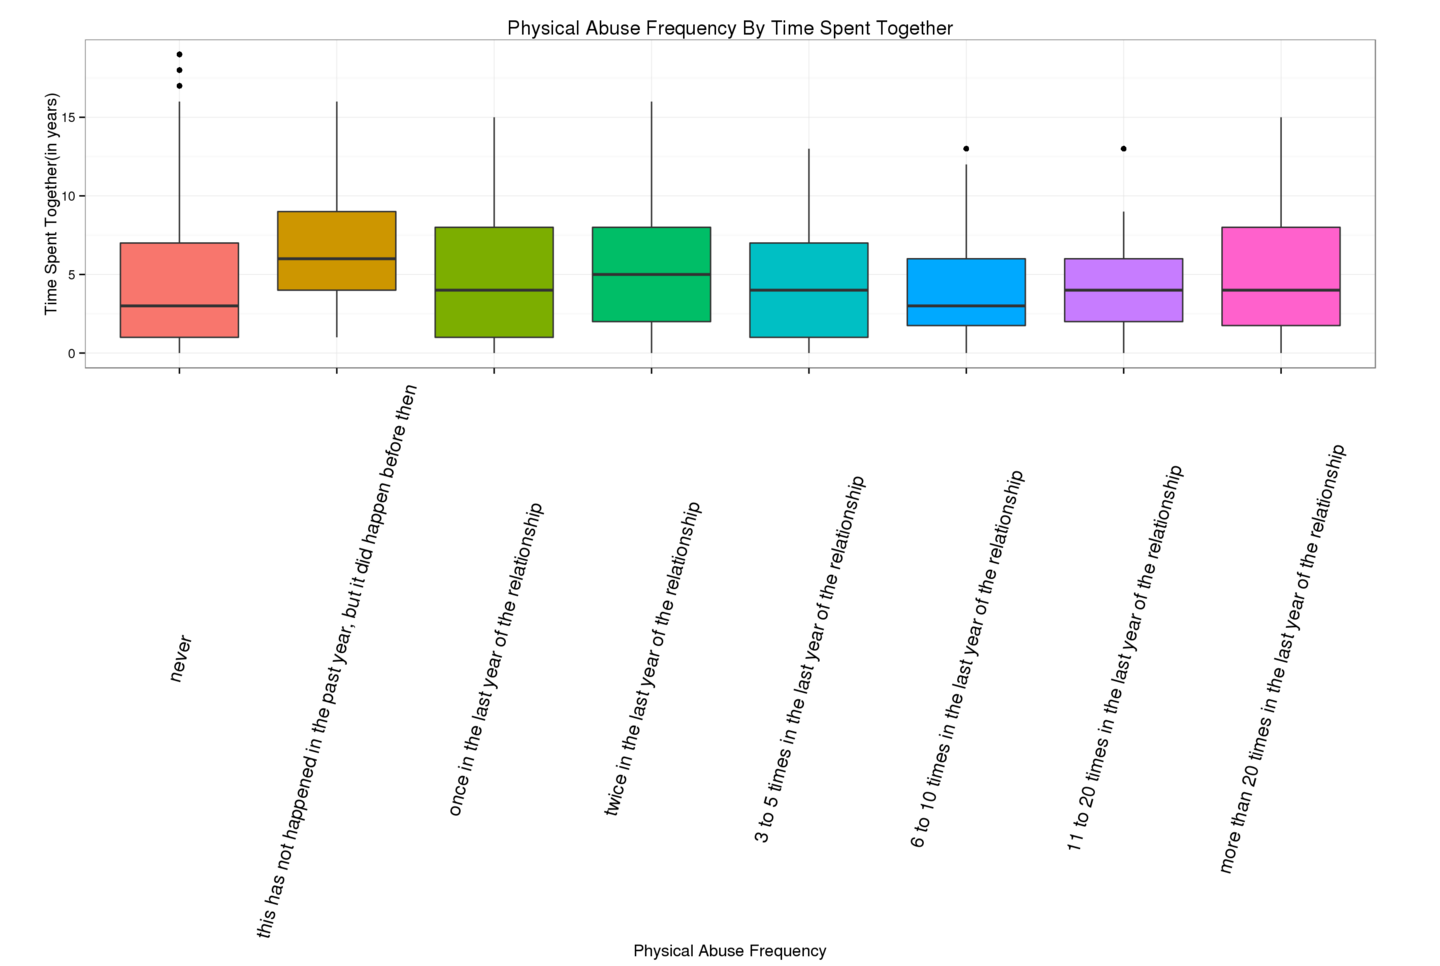 Physical Abuse Frequency By Time Spent Together
Time Spent Together(in years)
15
10
5
0
never
this has not happened in the past year, but it did happen before then
once in the last year of the relationship
twice in the last year of the relationship
3 to 5 times in the last year of the relationship
6 to 10 times in the last year of the relationship
11 to 20 times in the last year of the relationship
more than 20 times in the last year of the relationship
Physical Abuse Frequency